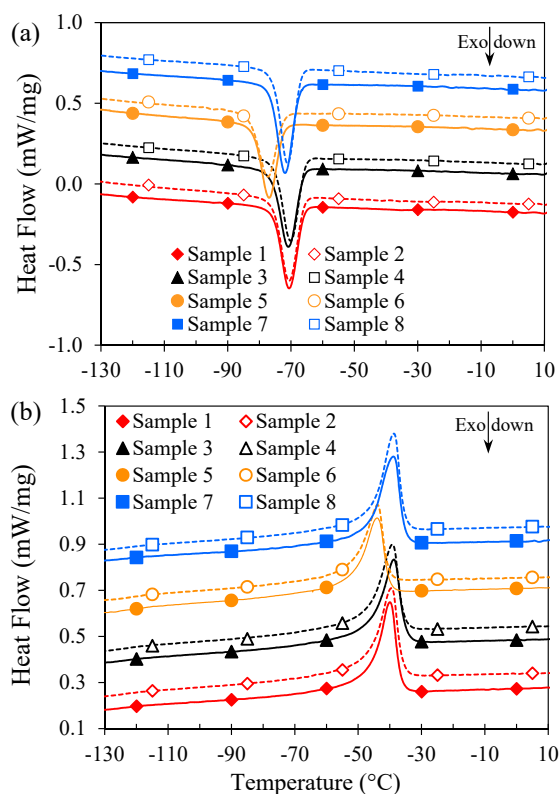 (a)
Exo down
Heat Flow (mW/mg)
1.0
0.5
0.0
-0.5
-1.0
Sample 1
Sample 2
Sample 3
Sample 4
Sample 5
Sample 6
Sample 7
Sample 8
-130 -110 -90 -70 -50 -30 -10 10
(b)
Exo down
Heat Flow (mW/mg)
1.5
1.3
1.1
0.9
0.7
0.5
0.3
0.1
Sample 1
Sample 2
Sample 3
Sample 4
Sample 5
Sample 6
Sample 7
Sample 8
-130 -110 -90 -70 -50 -30 -10 10
Temperature (°C)